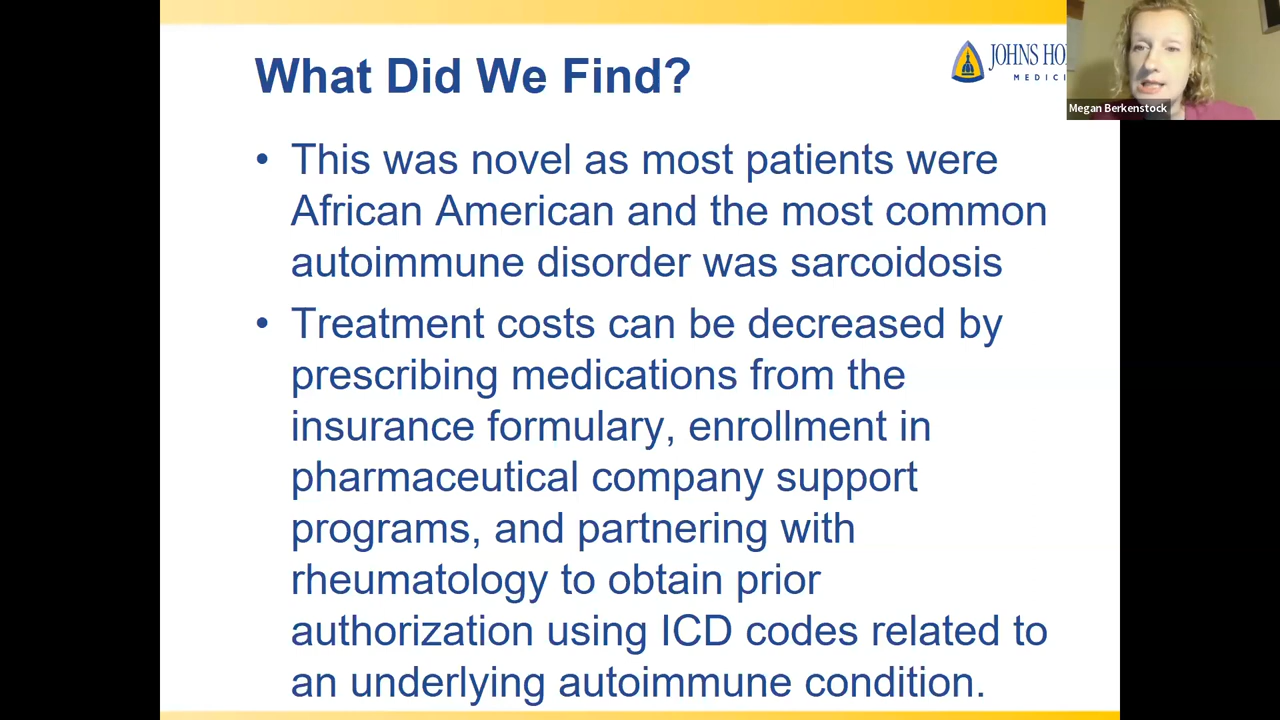 What Did We Find?
JOHNS HO
MEDICI
Megan Berkenstock
• This was novel as most patients were
African American and the most common
autoimmune disorder was sarcoidosis
• Treatment costs can be decreased by
prescribing medications from the
insurance formulary, enrollment in
pharmaceutical company support
programs, and partnering with
rheumatology to obtain prior
authorization using ICD codes related to
an underlying autoimmune condition.